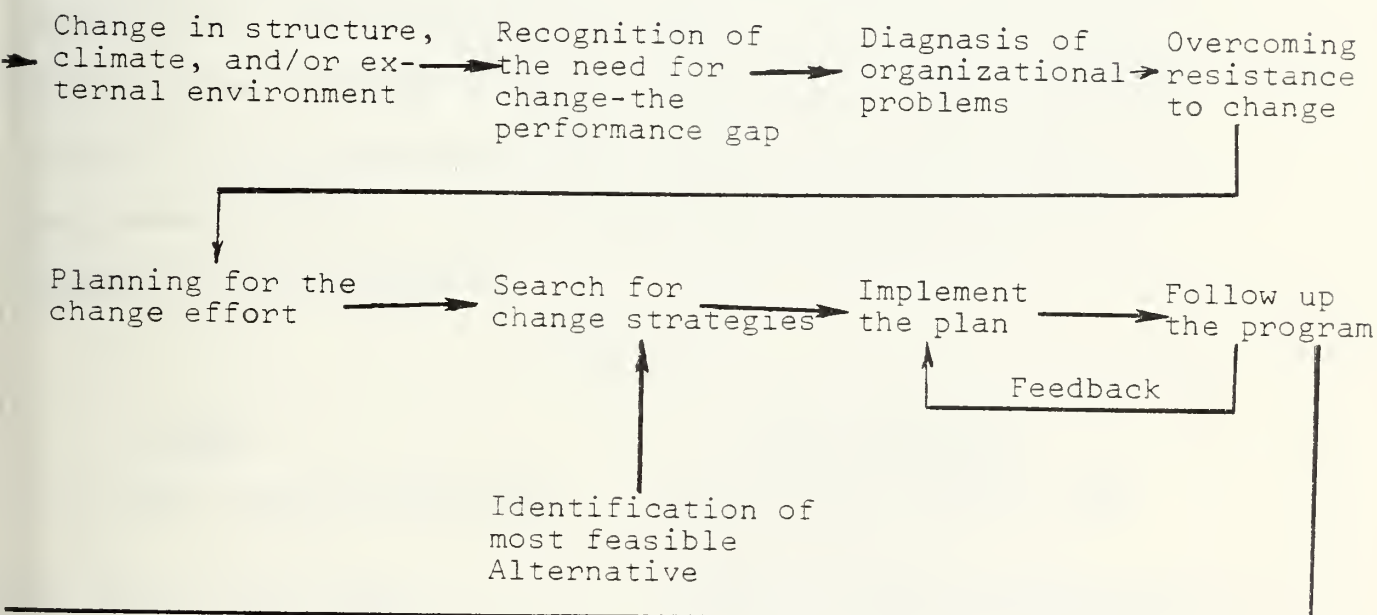 Change in structure,
climate, and/or ex-
ternal environment
Recognition of
the need for
change-the
performance gap
Diagnasis of
organizational
problems
Overcoming
resistance
to change
Planning for the
change effort
Search for
change strategies
Implement
the plan
Follow up
the program
Feedback
Identification of
most feasible
Alternative